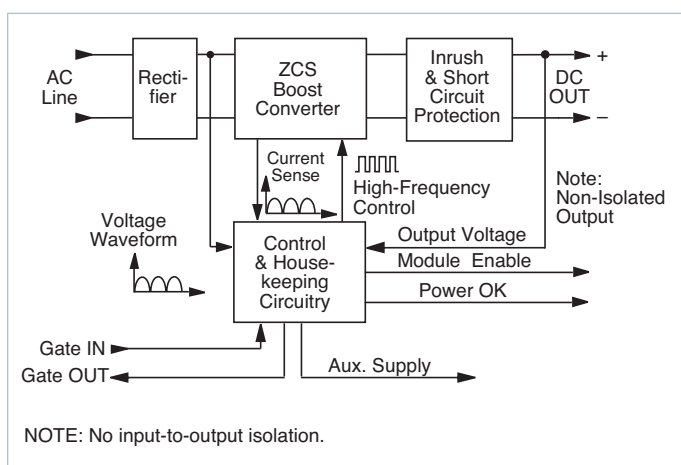 AC
Line
Recti-
fier
ZCS
Boost
Converter
Inrush
& Short
Circuit
Protection
+
DC
OUT
–
Current
Sense
High-Frequency
Control
Note:
Non-Isolated
Output
Voltage
Waveform
Control
& House-
keeping
Circuitry
Output Voltage
Module Enable
Power OK
Gate IN
Gate OUT
Aux. Supply
NOTE: No input-to-output isolation.